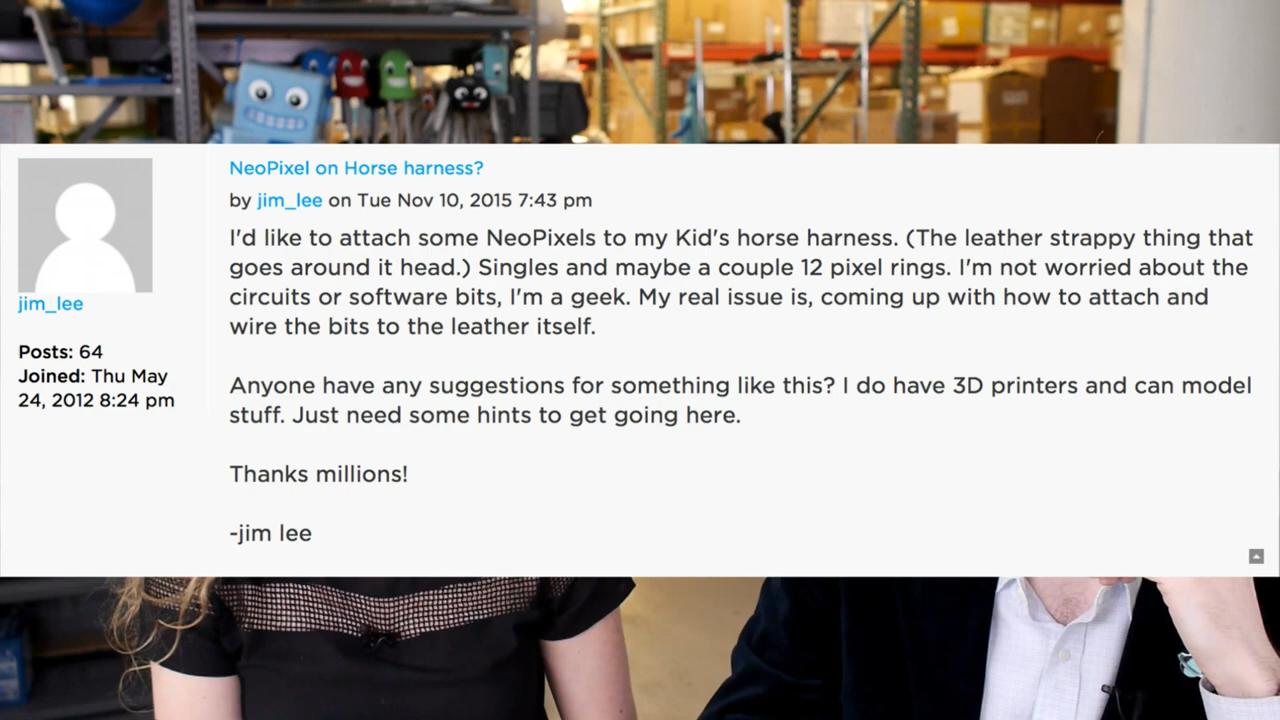 NeoPixel on Horse harness?
by jim_lee on Tue Nov 10, 2015 7:43 pm
I'd like to attach some NeoPixels to my Kid's horse harness. (The leather strappy thing that
goes around it head.) Singles and maybe a couple 12 pixel rings. I'm not worried about the
circuits or software bits, I'm a geek. My real issue is, coming up with how to attach and
wire the bits to the leather itself.
Anyone have any suggestions for something like this? I do have 3D printers and can model
stuff. Just need some hints to get going here.
Thanks millions!
-jim lee
jim_lee
Posts: 64
Joined: Thu May
24, 2012 8:24 pm